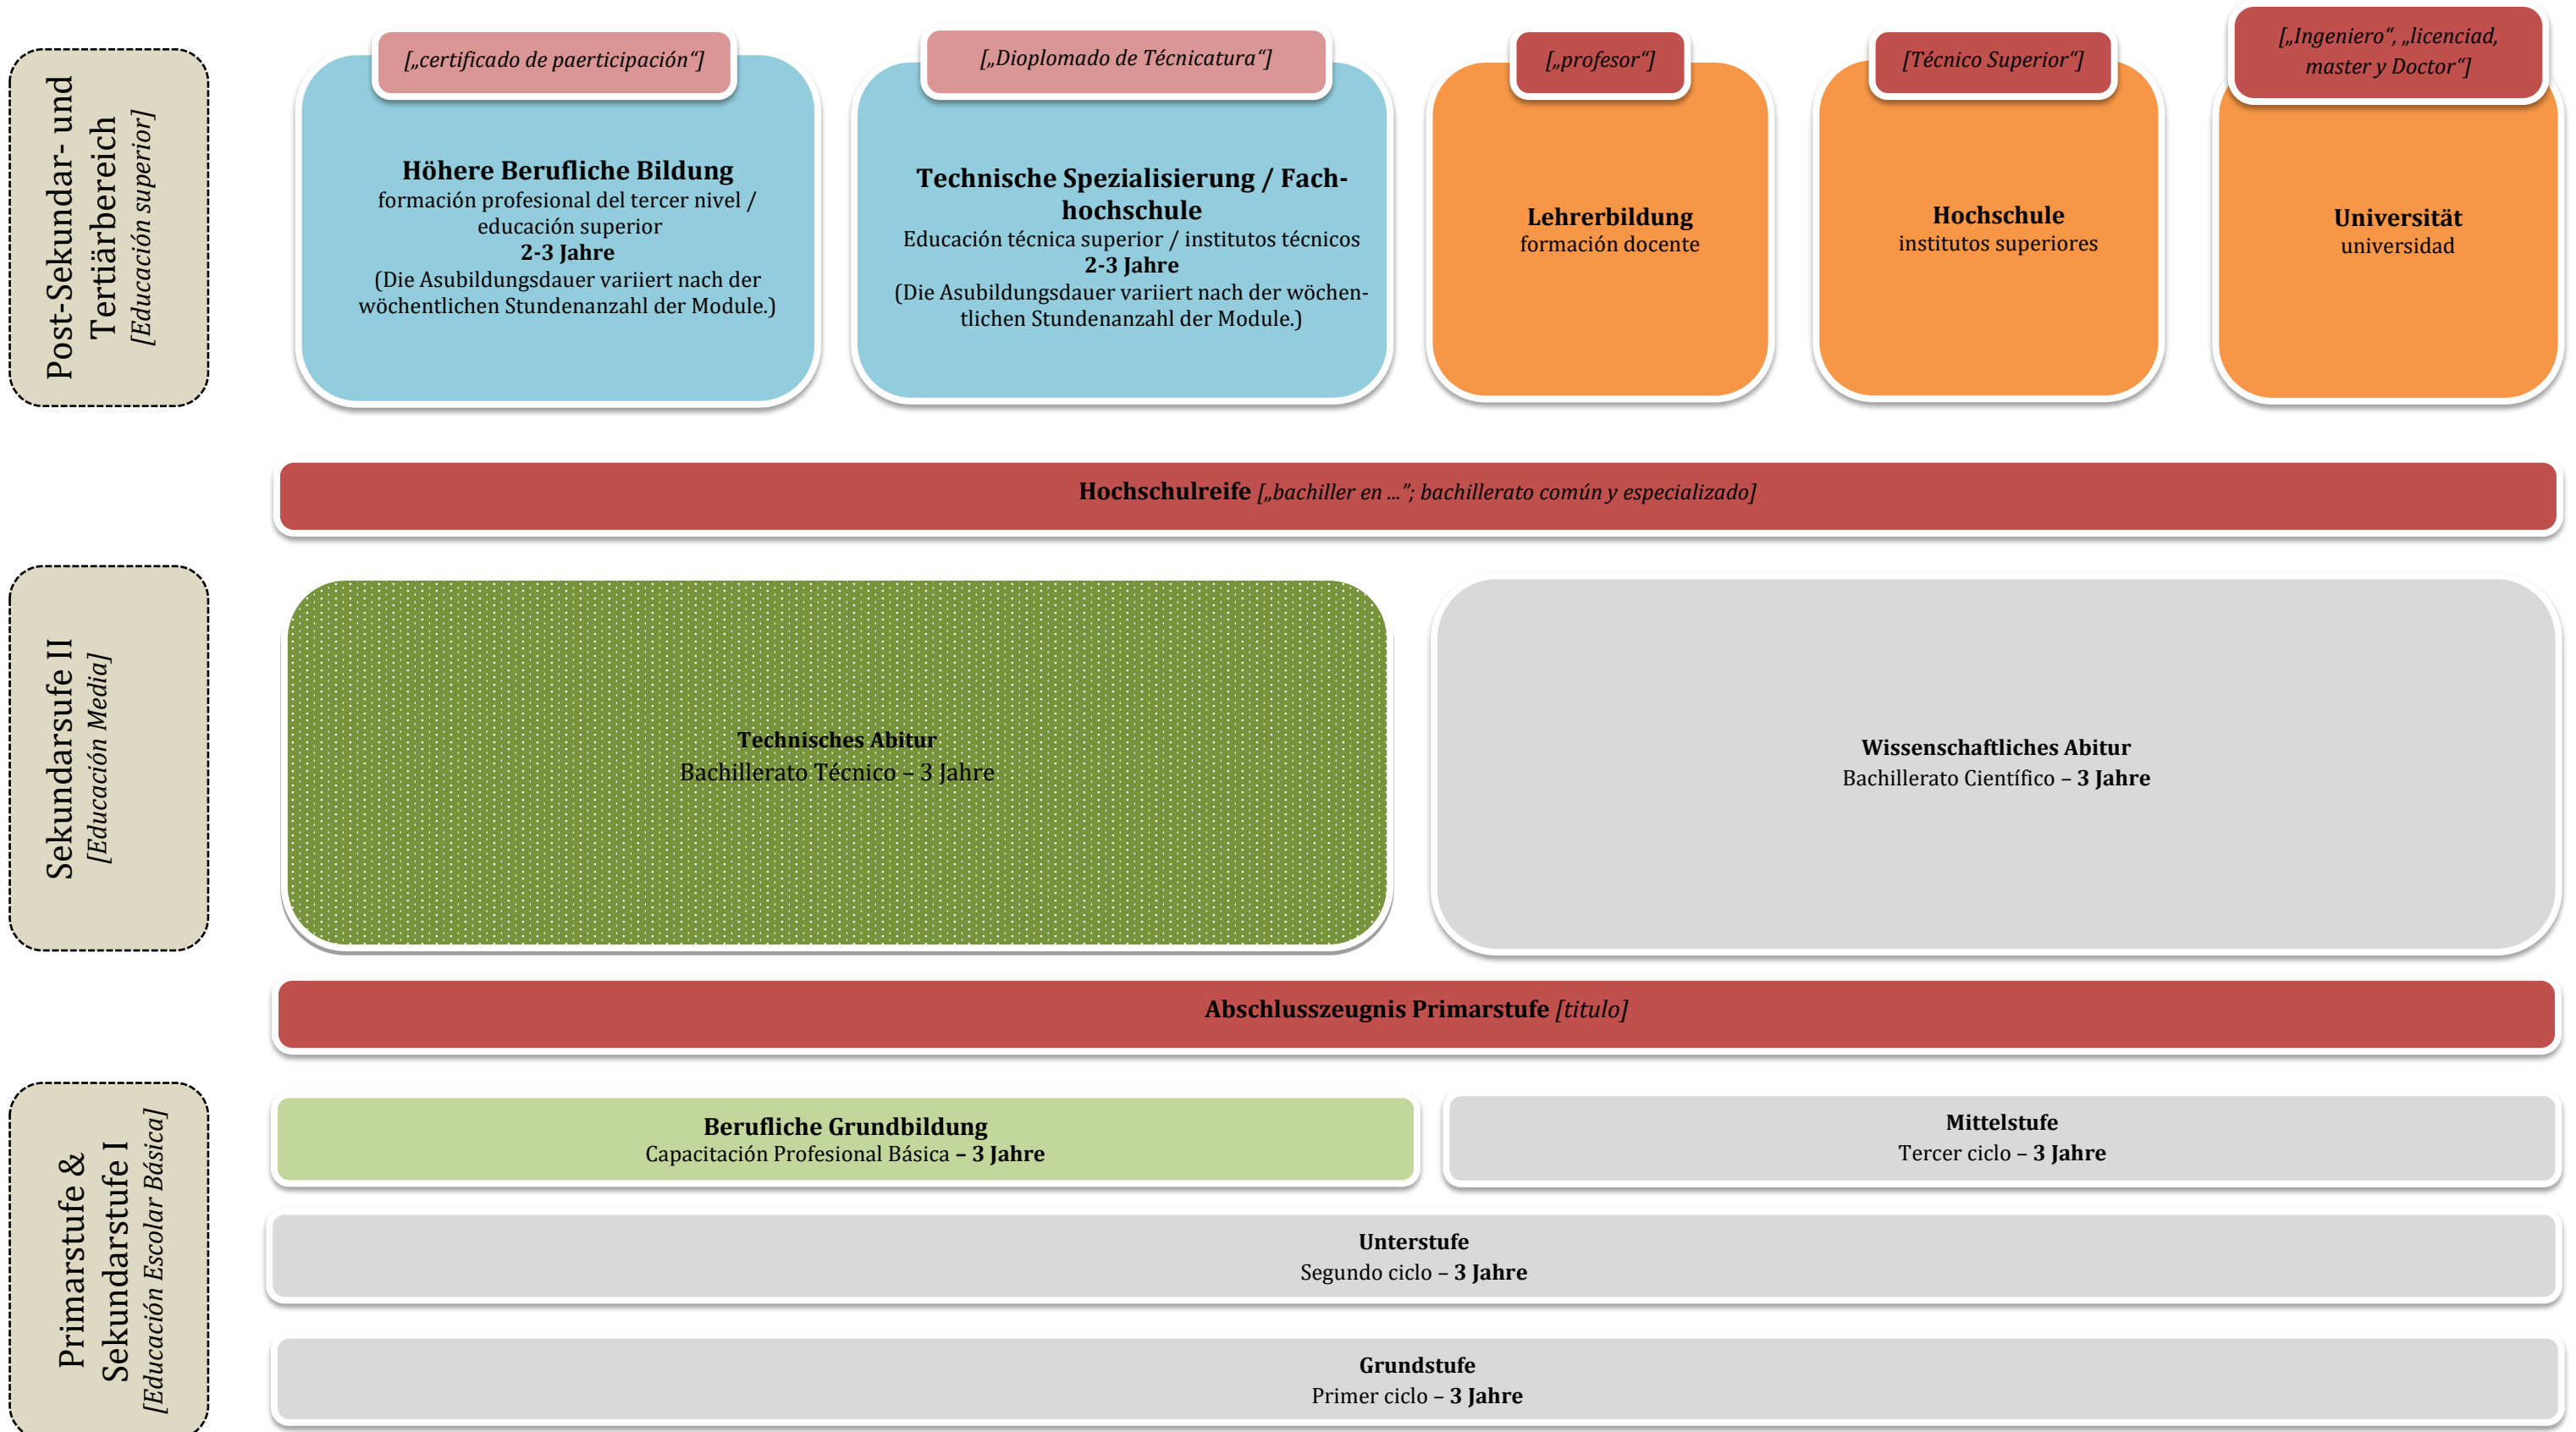 Post-Sekundar- und
Tertiärbereich
[Educación superior]
[„certificado de paerticipación“]
Höhere Berufliche Bildung
formación profesional del tercer nivel /
educación superior
2-3 Jahre
(Die Asubildungsdauer variiert nach der
wöchentlichen Stundenanzahl der Module.)
[„Dioplomado de Técnicatura“]
Technische Spezialisierung / Fach-
hochschule
Educación técnica superior / institutos técnicos
2-3 Jahre
(Die Asubildungsdauer variiert nach der wöchen-
tlichen Stundenanzahl der Module.)
[„profesor“]
Lehrerbildung
formación docente
[Técnico Superior“]
Hochschule
institutos superiores
[„Ingeniero“, „licenciad,
master y Doctor“]
Universität
universidad
Hochschulreife [„bachiller en ...”; bachillerato común y especializado]
Sekundarsufe II
[Educación Media]
Technisches Abitur
Bachillerato Técnico – 3 Jahre
Wissenschaftliches Abitur
Bachillerato Científico – 3 Jahre
Abschlusszeugnis Primarstufe [titulo]
Primarstufe &
Sekundarstufe I
[Educación Escolar Básica]
Berufliche Grundbildung
Capacitación Profesional Básica – 3 Jahre
Mittelstufe
Tercer ciclo – 3 Jahre
Unterstufe
Segundo ciclo – 3 Jahre
Grundstufe
Primer ciclo – 3 Jahre